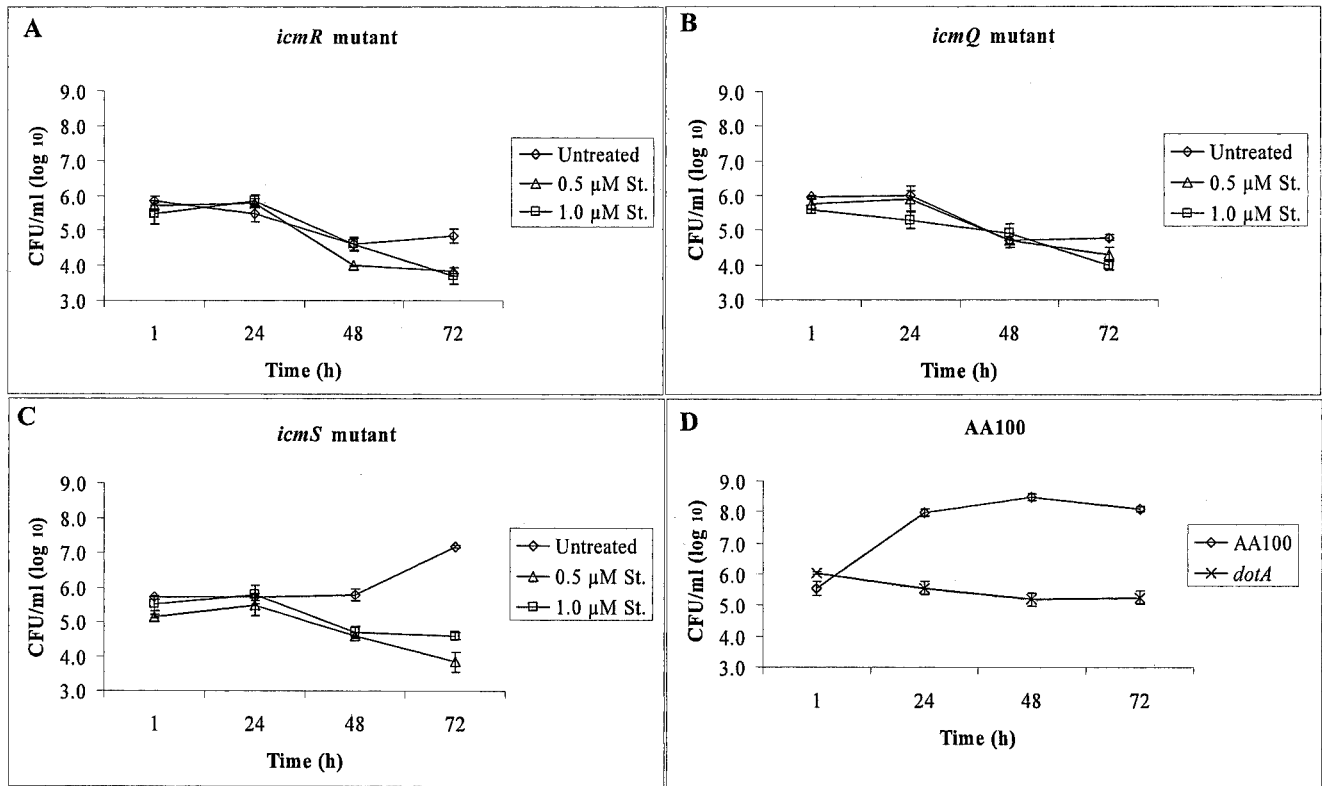 A
icmR mutant
CFU/ml (log 10)
9.0
8.0
7.0
6.0
5.0
4.0
3.0
1 24 48 72
Time (h)
Untreated
0.5 µM St.
1.0 µM St.
B
icmQ mutant
CFU/ml (log 10)
9.0
8.0
7.0
6.0
5.0
4.0
3.0
1 24 48 72
Time (h)
Untreated
0.5 µM St.
1.0 µM St.
C
icmS mutant
CFU/ml (log 10)
9.0
8.0
7.0
6.0
5.0
4.0
3.0
1 24 48 72
Time (h)
Untreated
0.5 µM St.
1.0 µM St.
D
AA100
CFU/ml (log 10)
9.0
8.0
7.0
6.0
5.0
4.0
3.0
1 24 48 72
Time (h)
AA100
dotA